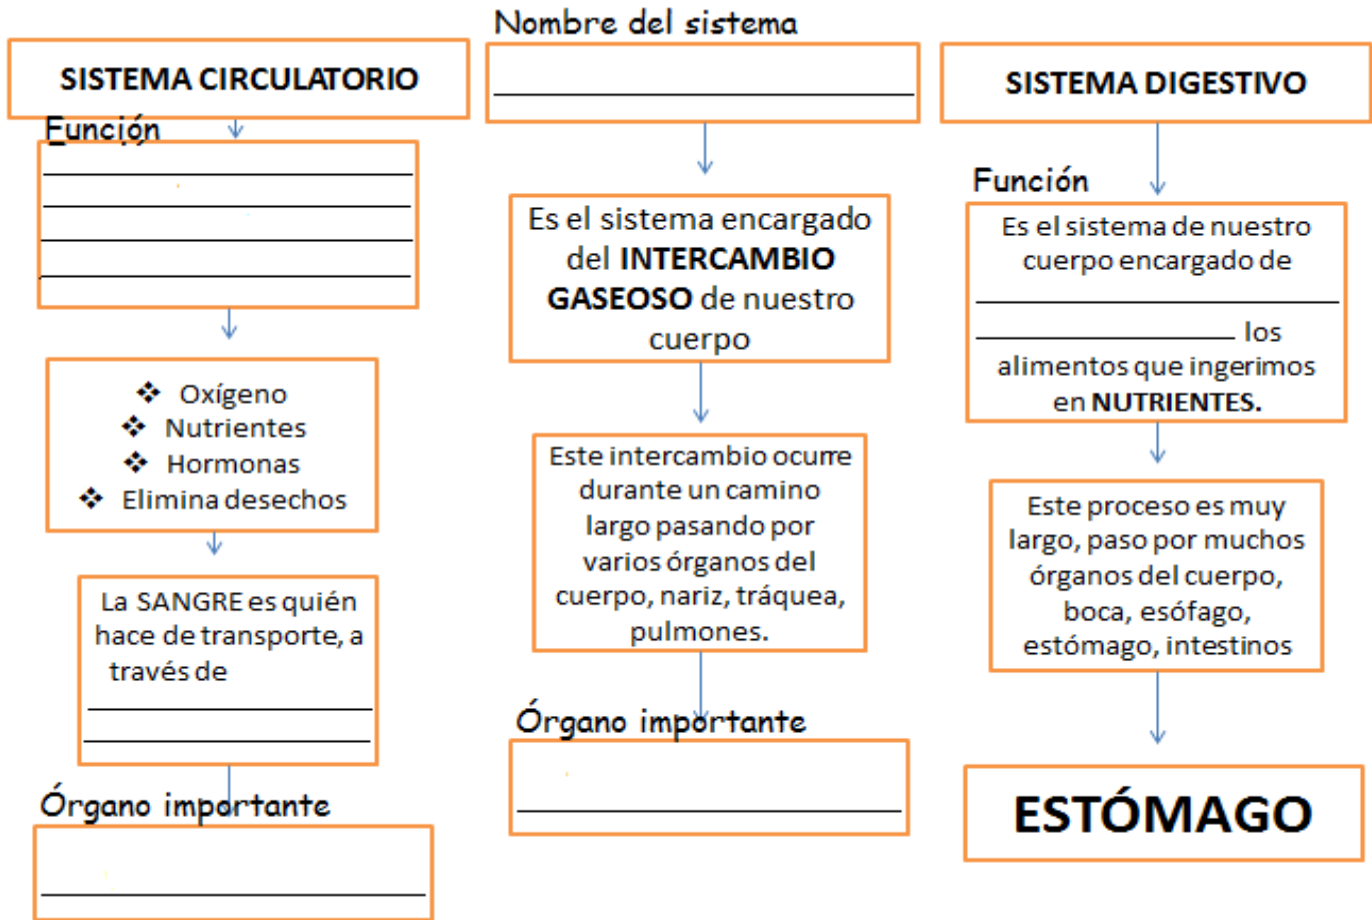 SISTEMA CIRCULATORIO
Función
❖ Oxígeno
❖ Nutrientes
❖ Hormonas
❖ Elimina desechos
La SANGRE es quién
hace de transporte, a
través de
Órgano importante
Nombre del sistema
Es el sistema encargado
del INTERCAMBIO
GASEOSO de nuestro
cuerpo
Este intercambio ocurre
durante un camino
largo pasando por
varios órganos del
cuerpo, nariz, tráquea,
pulmones.
Órgano importante
SISTEMA DIGESTIVO
Función
Es el sistema de nuestro
cuerpo encargado de
los
alimentos que ingerimos
en NUTRIENTES.
Este proceso es muy
largo, paso por muchos
órganos del cuerpo,
boca, esófago,
estómago, intestinos
ESTÓMAGO